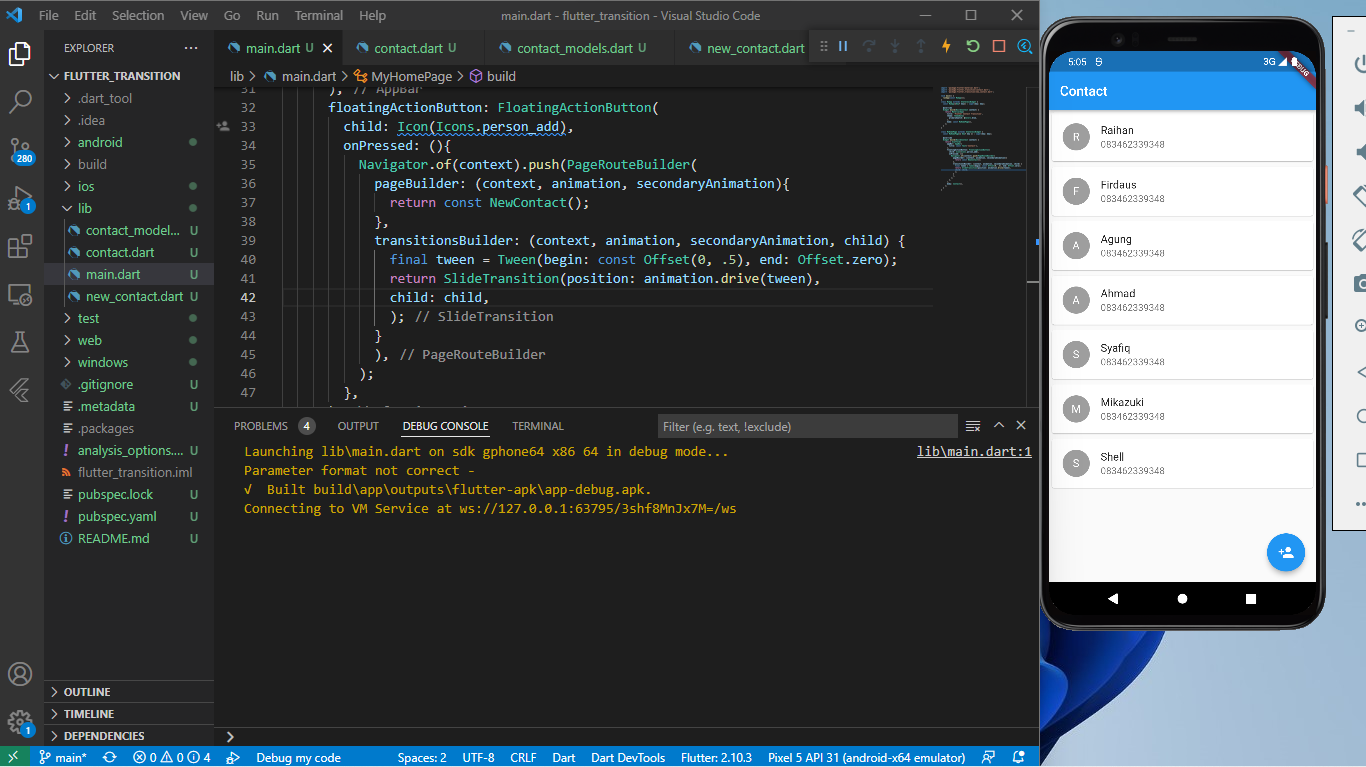 File Edit Selection View Go Run Terminal Help
main.dart - flutter_transition - Visual Studio Code
EXPLORER
FLUTTER_TRANSITION
.dart_tool
.idea
android
build
ios
lib
contact_model... U
contact.dart U
main.dart U
new_contact.dart U
test
web
windows
.gitignore U
.metadata U
.packages
analysis_options.... U
flutter_transition.iml
pubspec.lock U
pubspec.yaml U
README.md U
OUTLINE
TIMELINE
DEPENDENCIES
280
1
1
main.dart U
contact.dart U
contact_models.dart U
new_contact.dart
lib > main.dart > MyHomePage > build
31 ), // AppBar
32 floatingActionButton: FloatingActionButton(
33 child: Icon(Icons.person_add),
34 onPressed: (){
35 Navigator.of(context).push(PageRouteBuilder(
36 pageBuilder: (context, animation, secondaryAnimation){
37 return const NewContact();
38 },
39 transitionsBuilder: (context, animation, secondaryAnimation, child) {
40 final tween = Tween(begin: const Offset(0, .5), end: Offset.zero);
41 return SlideTransition(position: animation.drive(tween),
42 child: child,
43 ); // SlideTransition
44 }
45 ), // PageRouteBuilder
46 );
47 },
PROBLEMS 4 OUTPUT DEBUG CONSOLE TERMINAL
Filter (e.g. text, !exclude)
Launching lib\main.dart on sdk gphone64 x86 64 in debug mode... lib\main.dart:1
Parameter format not correct -
√ Built build\app\outputs\flutter-apk\app-debug.apk.
Connecting to VM Service at ws://127.0.0.1:63795/3shf8MnJx7M=/ws
main* 0 0 4 Debug my code Spaces: 2 UTF-8 CRLF Dart Dart DevTools Flutter: 2.10.3 Pixel 5 API 31 (android-x64 emulator)
5:05 3G
DEBUG
Contact
R Raihan
083462339348
F Firdaus
083462339348
A Agung
083462339348
A Ahmad
083462339348
S Syafiq
083462339348
M Mikazuki
083462339348
S Shell
083462339348